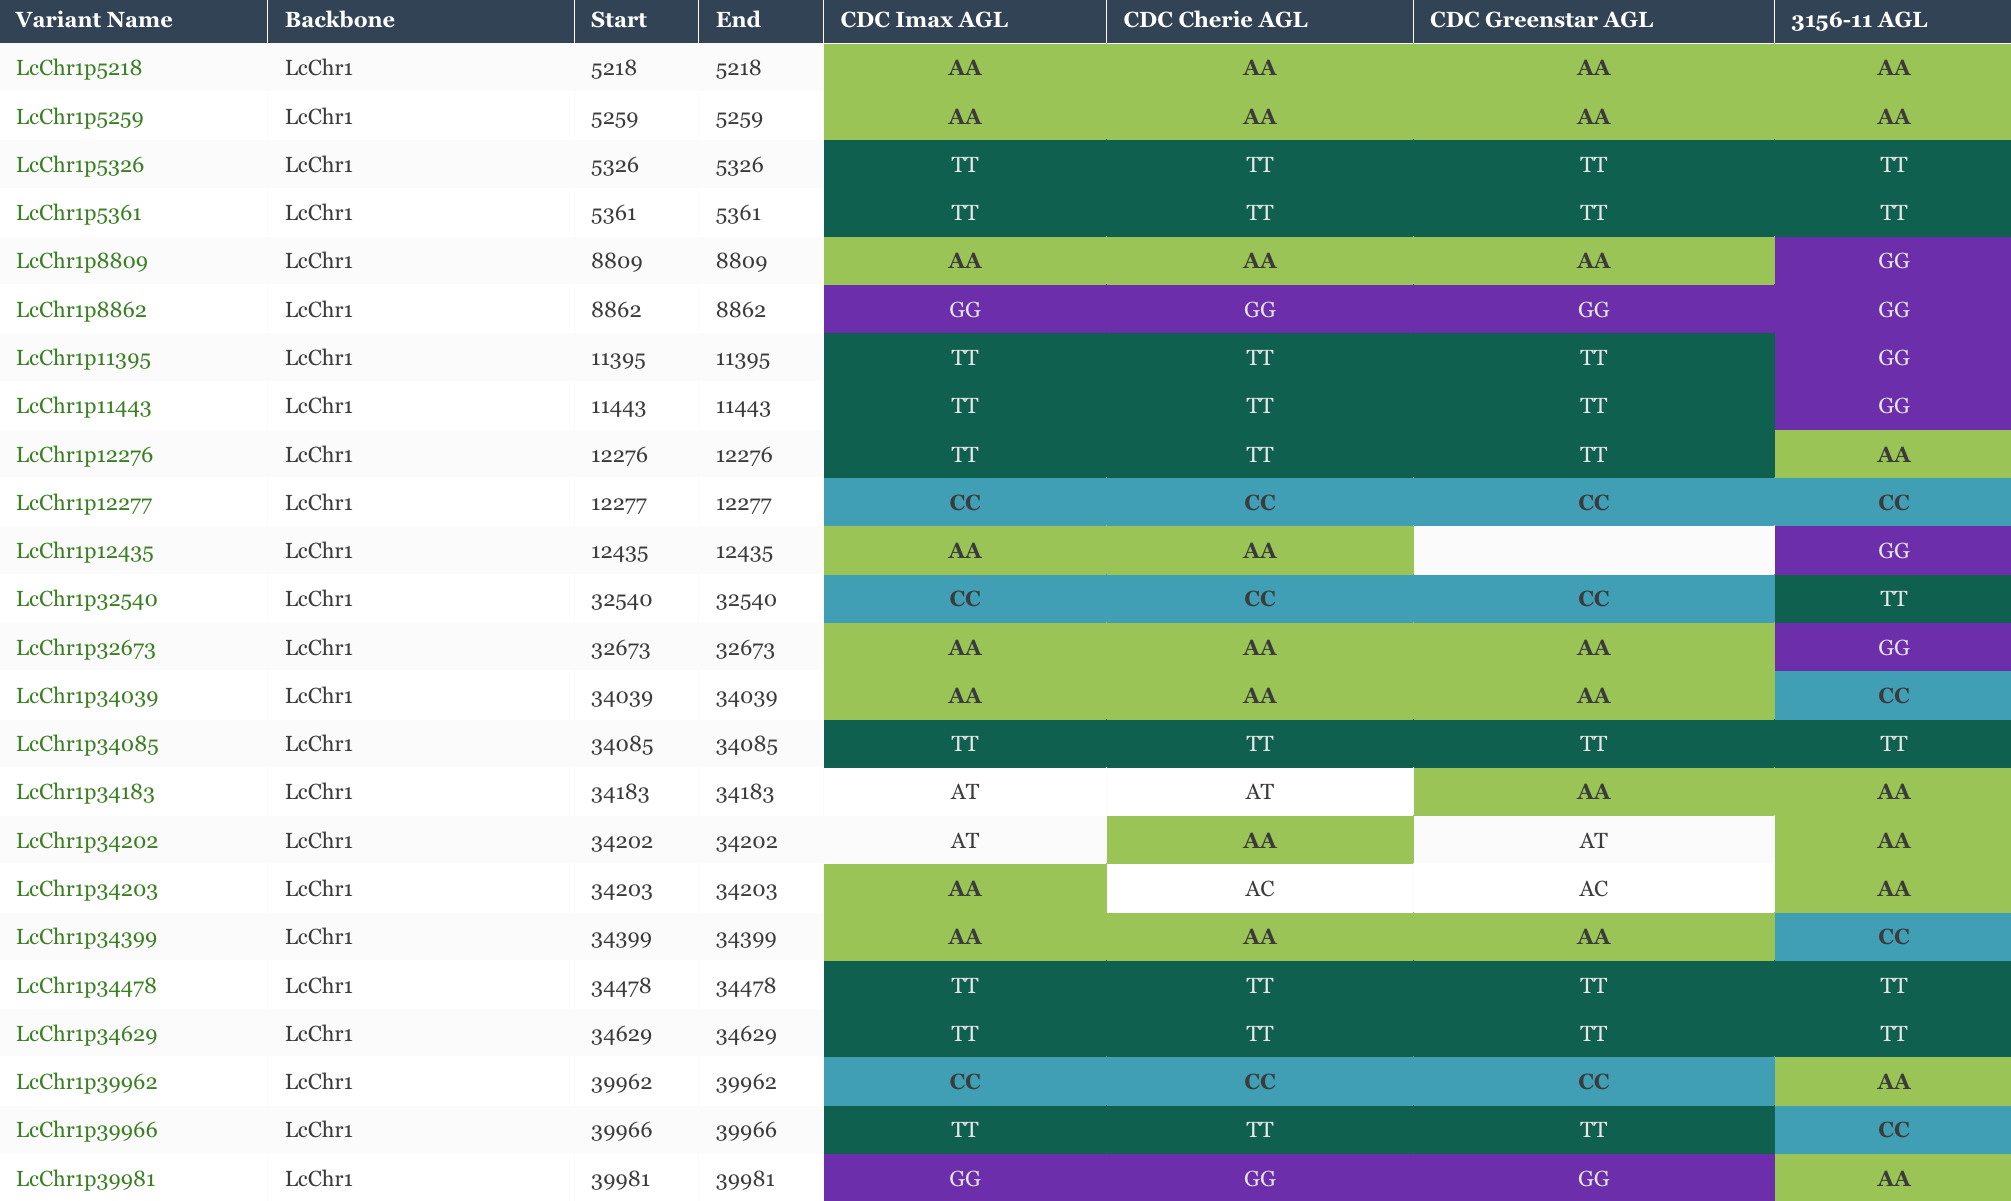 Variant Name Backbone Start End CDC Imax AGL CDC Cherie AGL CDC Greenstar AGL 3156-11 AGL
LcChr1p5218 LcChr1 5218 5218 AA AA AA AA
LcChr1p5259 LcChr1 5259 5259 AA AA AA AA
LcChr1p5326 LcChr1 5326 5326 TT TT TT TT
LcChr1p5361 LcChr1 5361 5361 TT TT TT TT
LcChr1p8809 LcChr1 8809 8809 AA AA AA GG
LcChr1p8862 LcChr1 8862 8862 GG GG GG GG
LcChr1p11395 LcChr1 11395 11395 TT TT TT GG
LcChr1p11443 LcChr1 11443 11443 TT TT TT GG
LcChr1p12276 LcChr1 12276 12276 TT TT TT AA
LcChr1p12277 LcChr1 12277 12277 CC CC CC CC
LcChr1p12435 LcChr1 12435 12435 AA AA GG
LcChr1p32540 LcChr1 32540 32540 CC CC CC TT
LcChr1p32673 LcChr1 32673 32673 AA AA AA GG
LcChr1p34039 LcChr1 34039 34039 AA AA AA CC
LcChr1p34085 LcChr1 34085 34085 TT TT TT TT
LcChr1p34183 LcChr1 34183 34183 AT AT AA AA
LcChr1p34202 LcChr1 34202 34202 AT AA AT AA
LcChr1p34203 LcChr1 34203 34203 AA AC AC AA
LcChr1p34399 LcChr1 34399 34399 AA AA AA CC
LcChr1p34478 LcChr1 34478 34478 TT TT TT TT
LcChr1p34629 LcChr1 34629 34629 TT TT TT TT
LcChr1p39962 LcChr1 39962 39962 CC CC CC AA
LcChr1p39966 LcChr1 39966 39966 TT TT TT CC
LcChr1p39981 LcChr1 39981 39981 GG GG GG AA